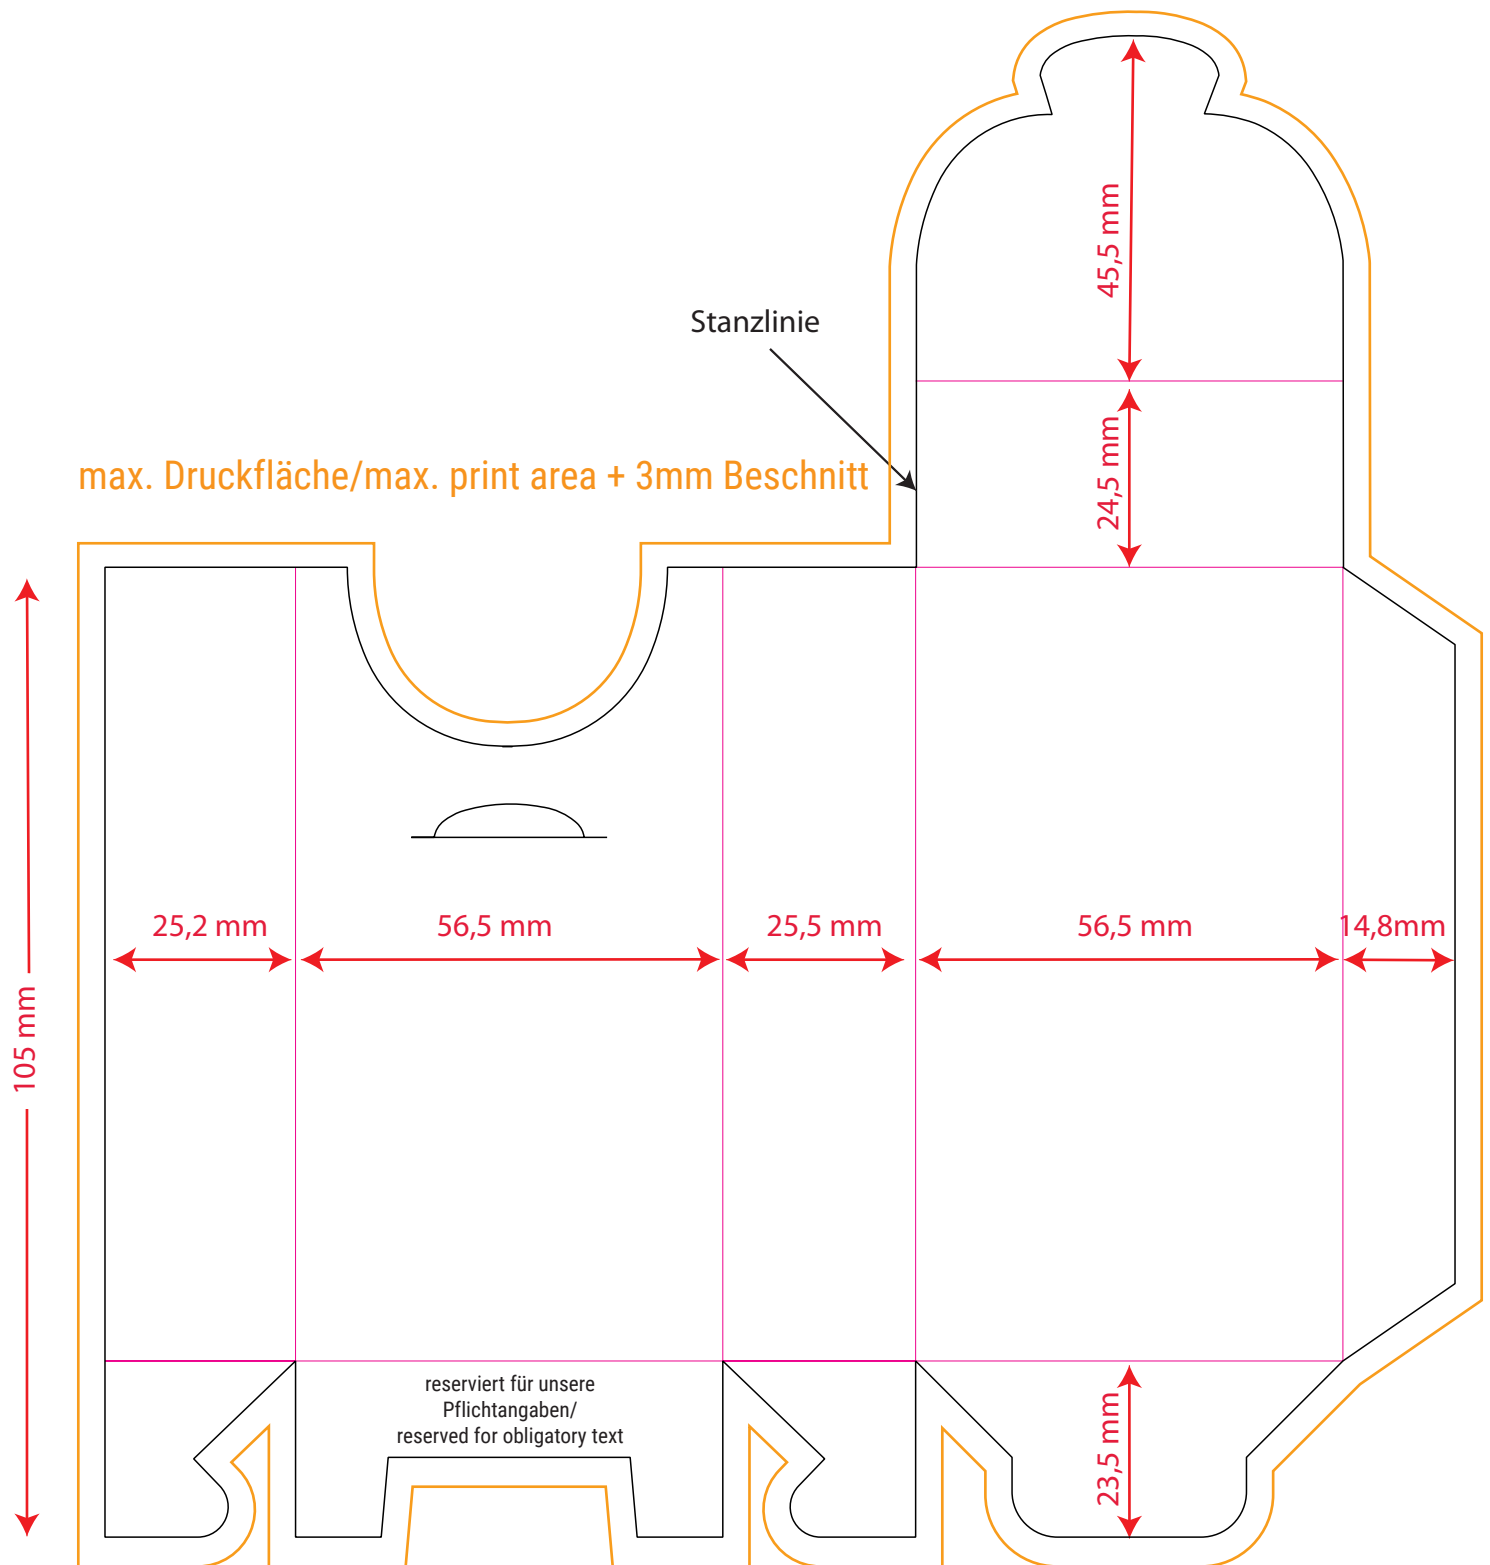 45,5 mm
Stanzlinie
24,5 mm
max. Druckfläche/max. print area + 3mm Beschnitt
25,2 mm
56,5 mm
25,5 mm
56,5 mm
14,8mm
105 mm
reserviert für unsere
Pflichtangaben/
reserved for obligatory text
23,5 mm